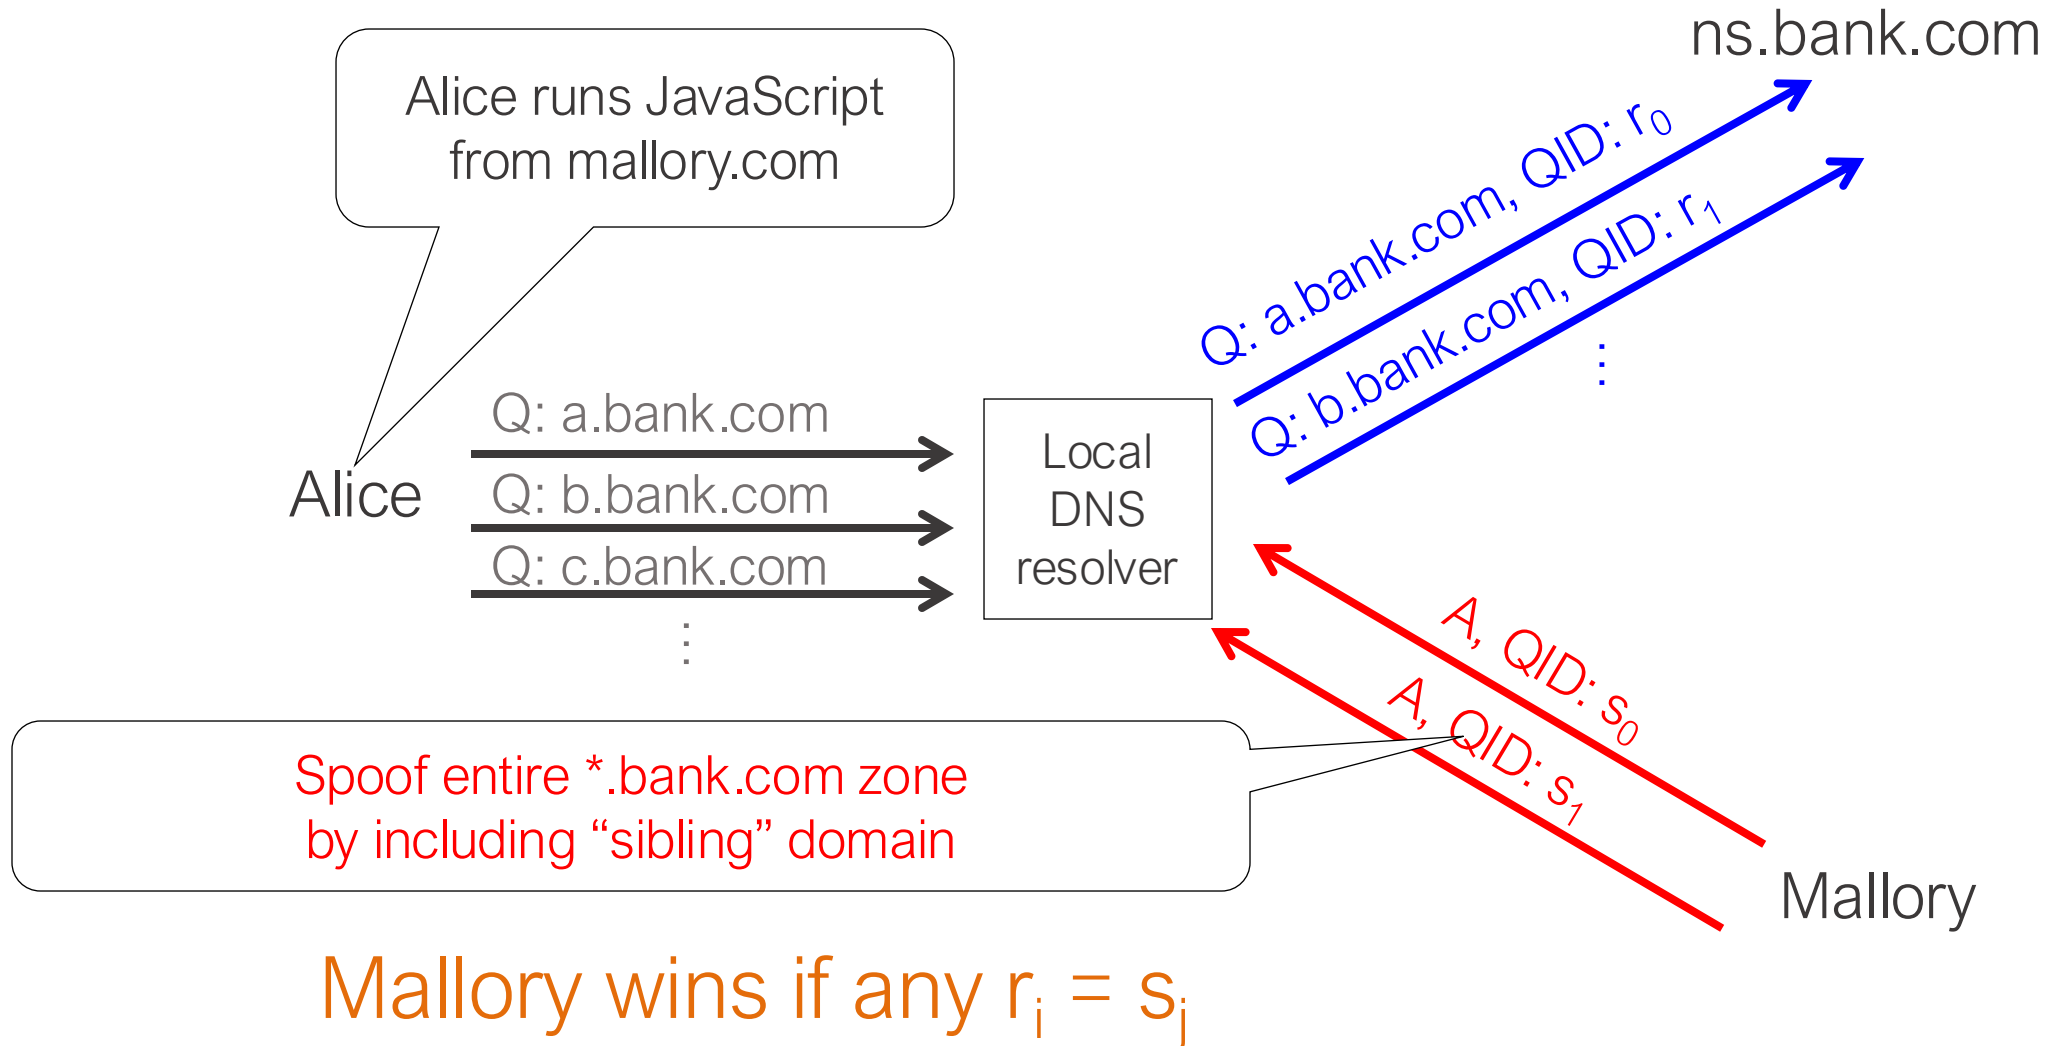 ns.bank.com
Alice runs JavaScript
from mallory.com
Q: a.bank.com, QID: r0
Q: b.bank.com, QID: r1
⋮
Q: a.bank.com
Alice
Q: b.bank.com
Q: c.bank.com
⋮
Local
DNS
resolver
A, QID: s0
A, QID: s1
Spoof entire *.bank.com zone
by including “sibling” domain
Mallory
Mallory wins if any ri = sj